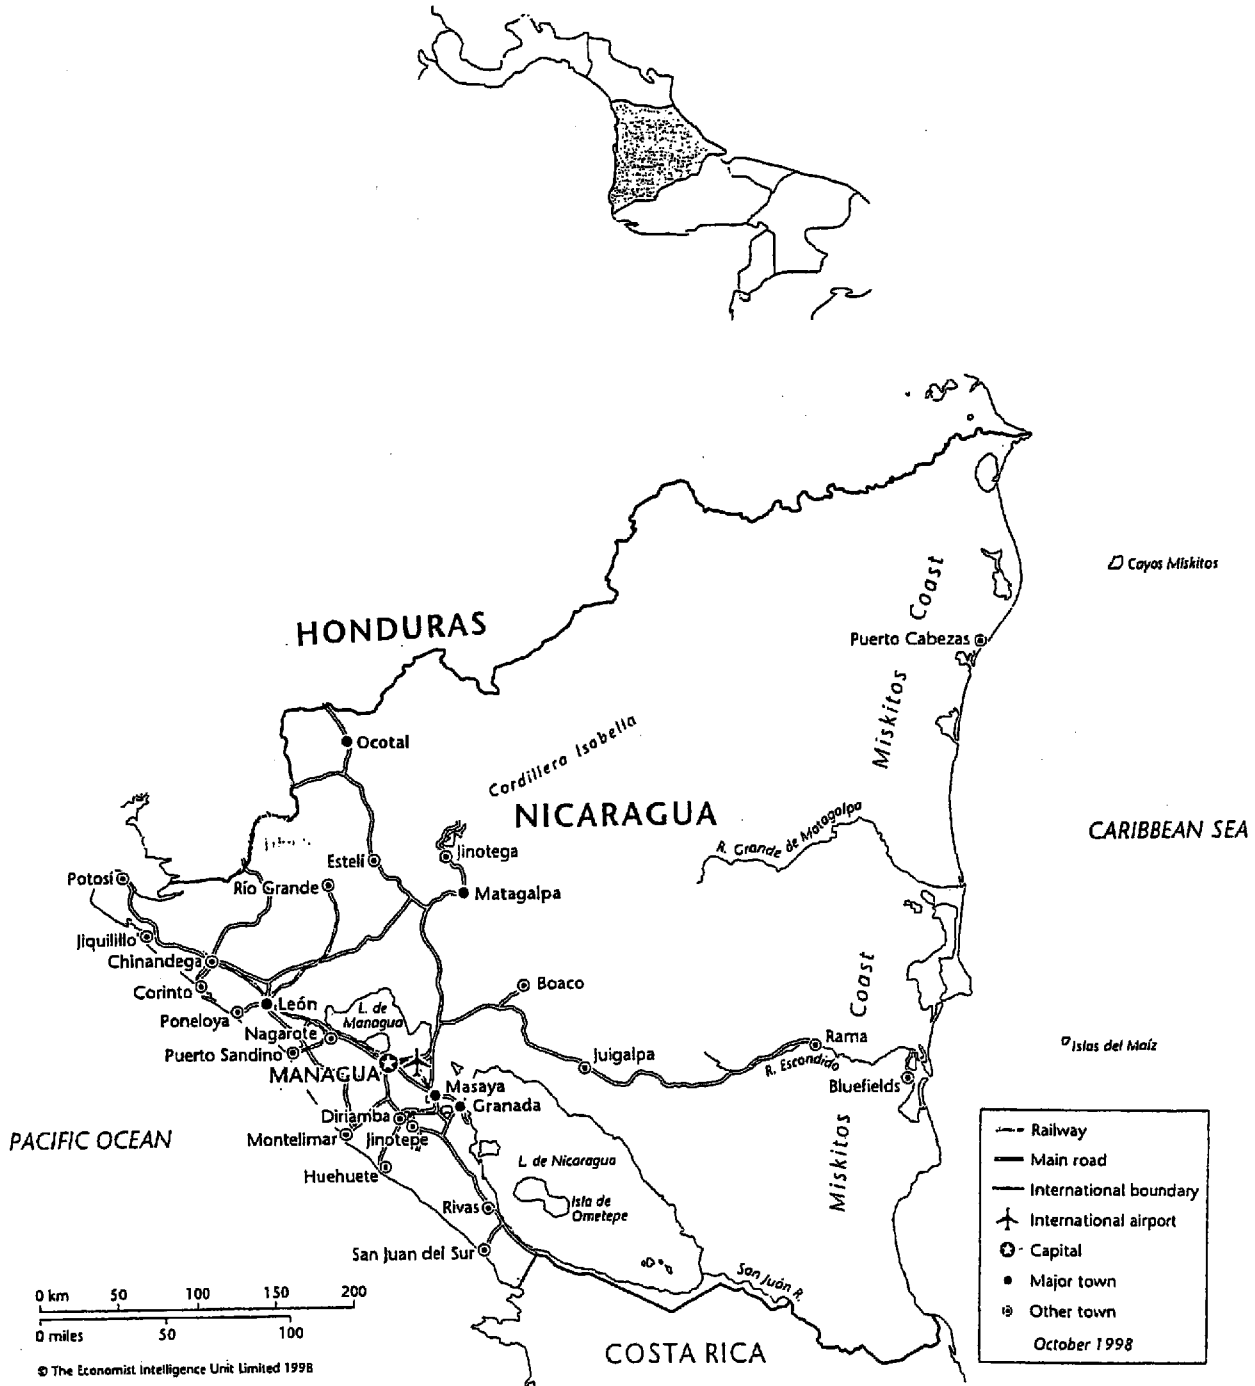 HONDURAS
Cayos Miskitos
Coast
Puerto Cabezas
Miskitos
Ocotal
Cordillera Isabella
NICARAGUA
R. Grande de Matagalpa
CARIBBEAN SEA
Jinotega
Estelí
Potosí
Río Grande
Matagalpa
Jiquilillo
Chinandega
Coast
Boaco
Corinto
León
L. de
Managua
Poneloya
Nagarote
Puerto Sandino
Rama
Islas del Maíz
Juigalpa
R. Escondido
MANAGUA
Bluefields
Masaya
Granada
Diriamba
PACIFIC OCEAN
Montelimar
Jinotepe
Miskitos
L. de Nicaragua
Huehuete
Isla de
Ometepe
Rivas
San Juan del Sur
San Juán R.
COSTA RICA
0 km 50 100 150 200
0 miles 50 100
© The Economist Intelligence Unit Limited 1998
Railway
Main road
International boundary
International airport
Capital
Major town
Other town
October 1998